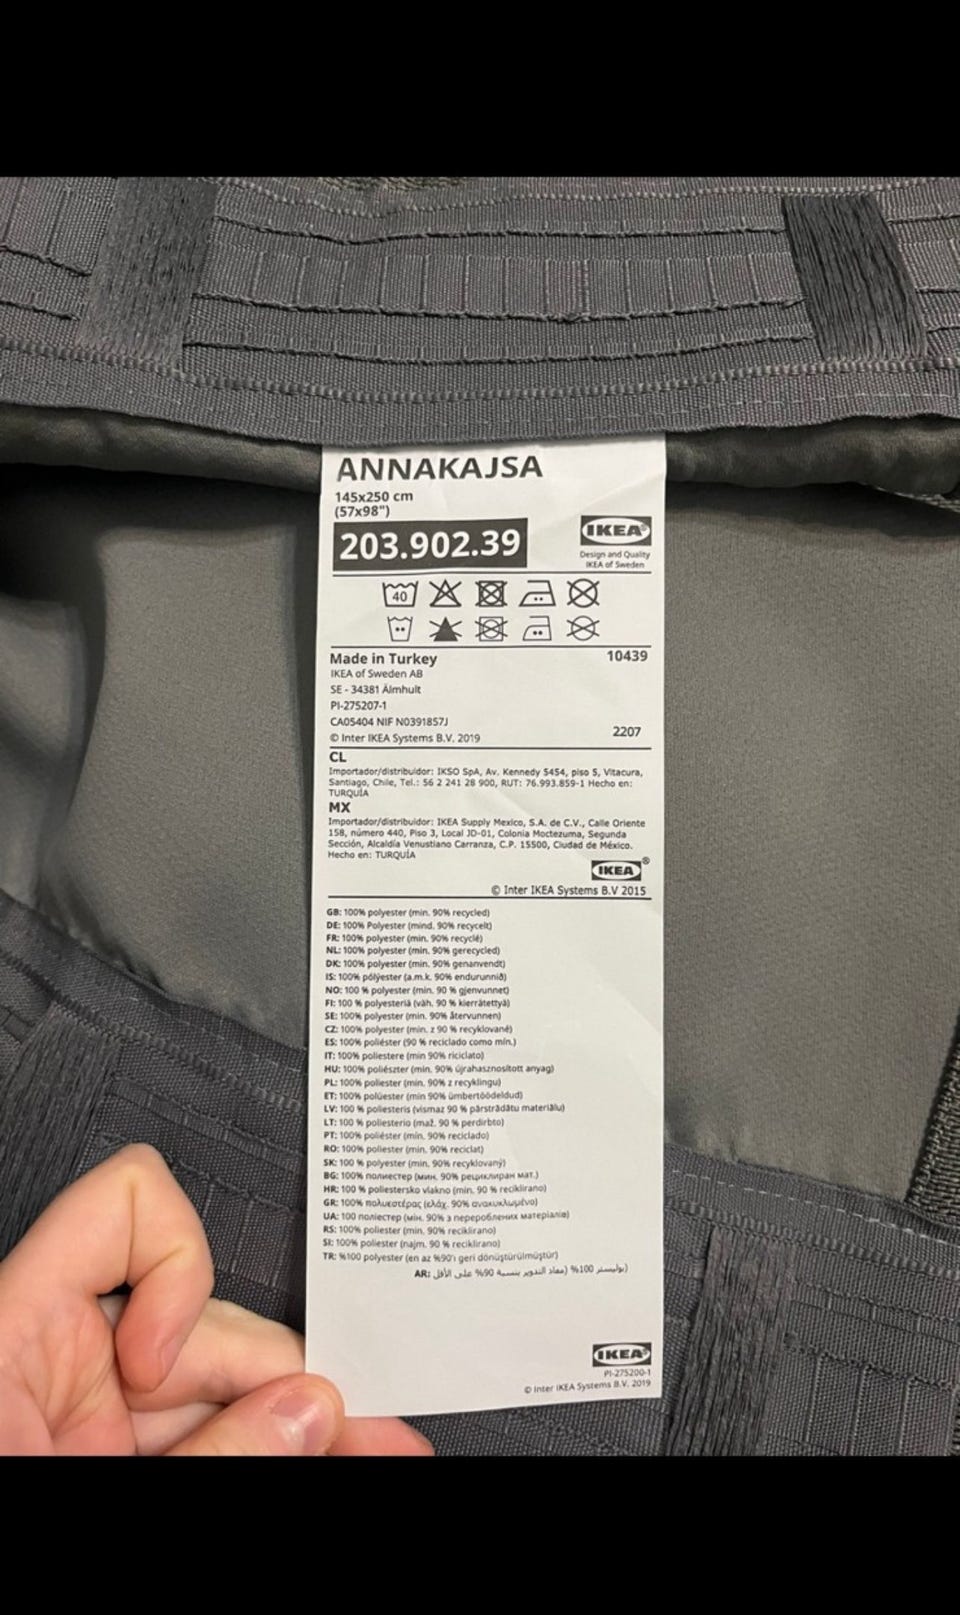 ANNAKAJSA
145x250 cm
(57x98")
203.902.39
IKEA®
Design and Quality
IKEA of Sweden
40
Made in Turkey
10439
IKEA of Sweden AB
SE - 34381 Älmhult
PI-275207-1
CA05404 NIF N0391857J
© Inter IKEA Systems B.V. 2019
2207
CL
Importador/distribuidor: IKSO SpA, Av. Kennedy 5454, piso 5, Vitacura,
Santiago, Chile, Tel.: 56 2 241 28 900, RUT: 76.993.859-1 Hecho en:
TURQUÍA
MX
Importador/distribuidor: IKEA Supply Mexico, S.A. de C.V., Calle Oriente
158, número 440, Piso 3, Local JD-01, Colonia Moctezuma, Segunda
Sección, Alcaldía Venustiano Carranza, C.P. 15500, Ciudad de México.
Hecho en: TURQUÍA
IKEA®
© Inter IKEA Systems B.V 2015
GB: 100% polyester (min. 90% recycled)
DE: 100% Polyester (mind. 90% recycelt)
FR: 100% polyester (min. 90% recyclé)
NL: 100% polyester (min. 90% gerecycled)
DK: 100% polyester (min. 90% genanvendt)
IS: 100% pólýester (a.m.k. 90% endurunnið)
NO: 100 % polyester (min. 90 % gjenvunnet)
FI: 100 % polyesteriä (väh. 90 % kierrätettyä)
SE: 100% polyester (min. 90% återvunnen)
CZ: 100% polyester (min. z 90 % recyklované)
ES: 100% poliéster (90 % reciclado como mín.)
IT: 100% poliestere (min 90% riciclato)
HU: 100% poliészter (min. 90% újrahasznosított anyag)
PL: 100% poliester (min. 90% z recyklingu)
ET: 100% polüester (min 90% ümbertöödeldud)
LV: 100 % poliesteris (vismaz 90 % pārstrādātu materiālu)
LT: 100 % poliesterio (maž. 90 % perdirbto)
PT: 100% poliéster (min. 90% reciclado)
RO: 100% poliester (min. 90% reciclat)
SK: 100 % polyester (min. 90% recyklovaný)
BG: 100% полиестер (мин. 90% рециклиран мат.)
HR: 100 % poliestersko vlakno (min. 90 % reciklirano)
GR: 100% πολυεστέρας (ελάχ. 90% ανακυκλωμένο)
UA: 100 поліестер (мін. 90% з перероблених матеріалів)
RS: 100% poliester (min. 90% reciklirano)
SI: 100% poliester (najm. 90 % reciklirano)
TR: %100 polyester (en az %90'ı geri dönüştürülmüştür)
AR: بوليستر 100% (معاد التدوير بنسبة 90% على الأقل)
IKEA®
PI-275200-1
© Inter IKEA Systems B.V. 2019